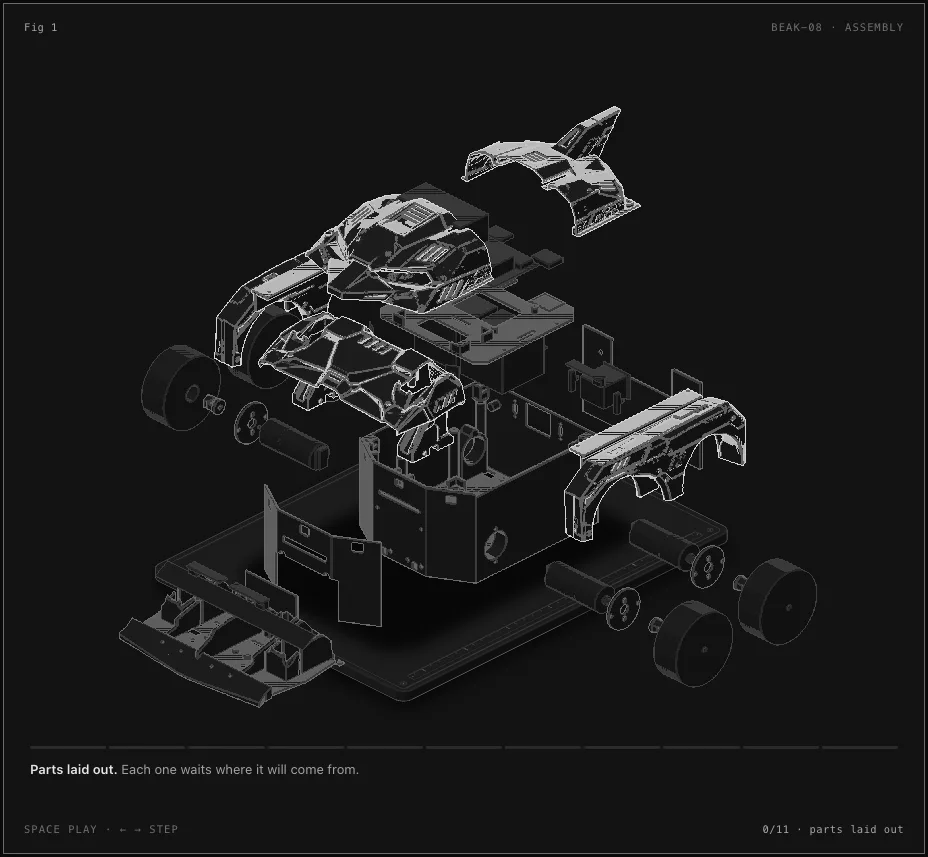 Fig 1
BEAK—08 · ASSEMBLY
Parts laid out. Each one waits where it will come from.
SPACE PLAY · ← → STEP
0/11 · parts laid out